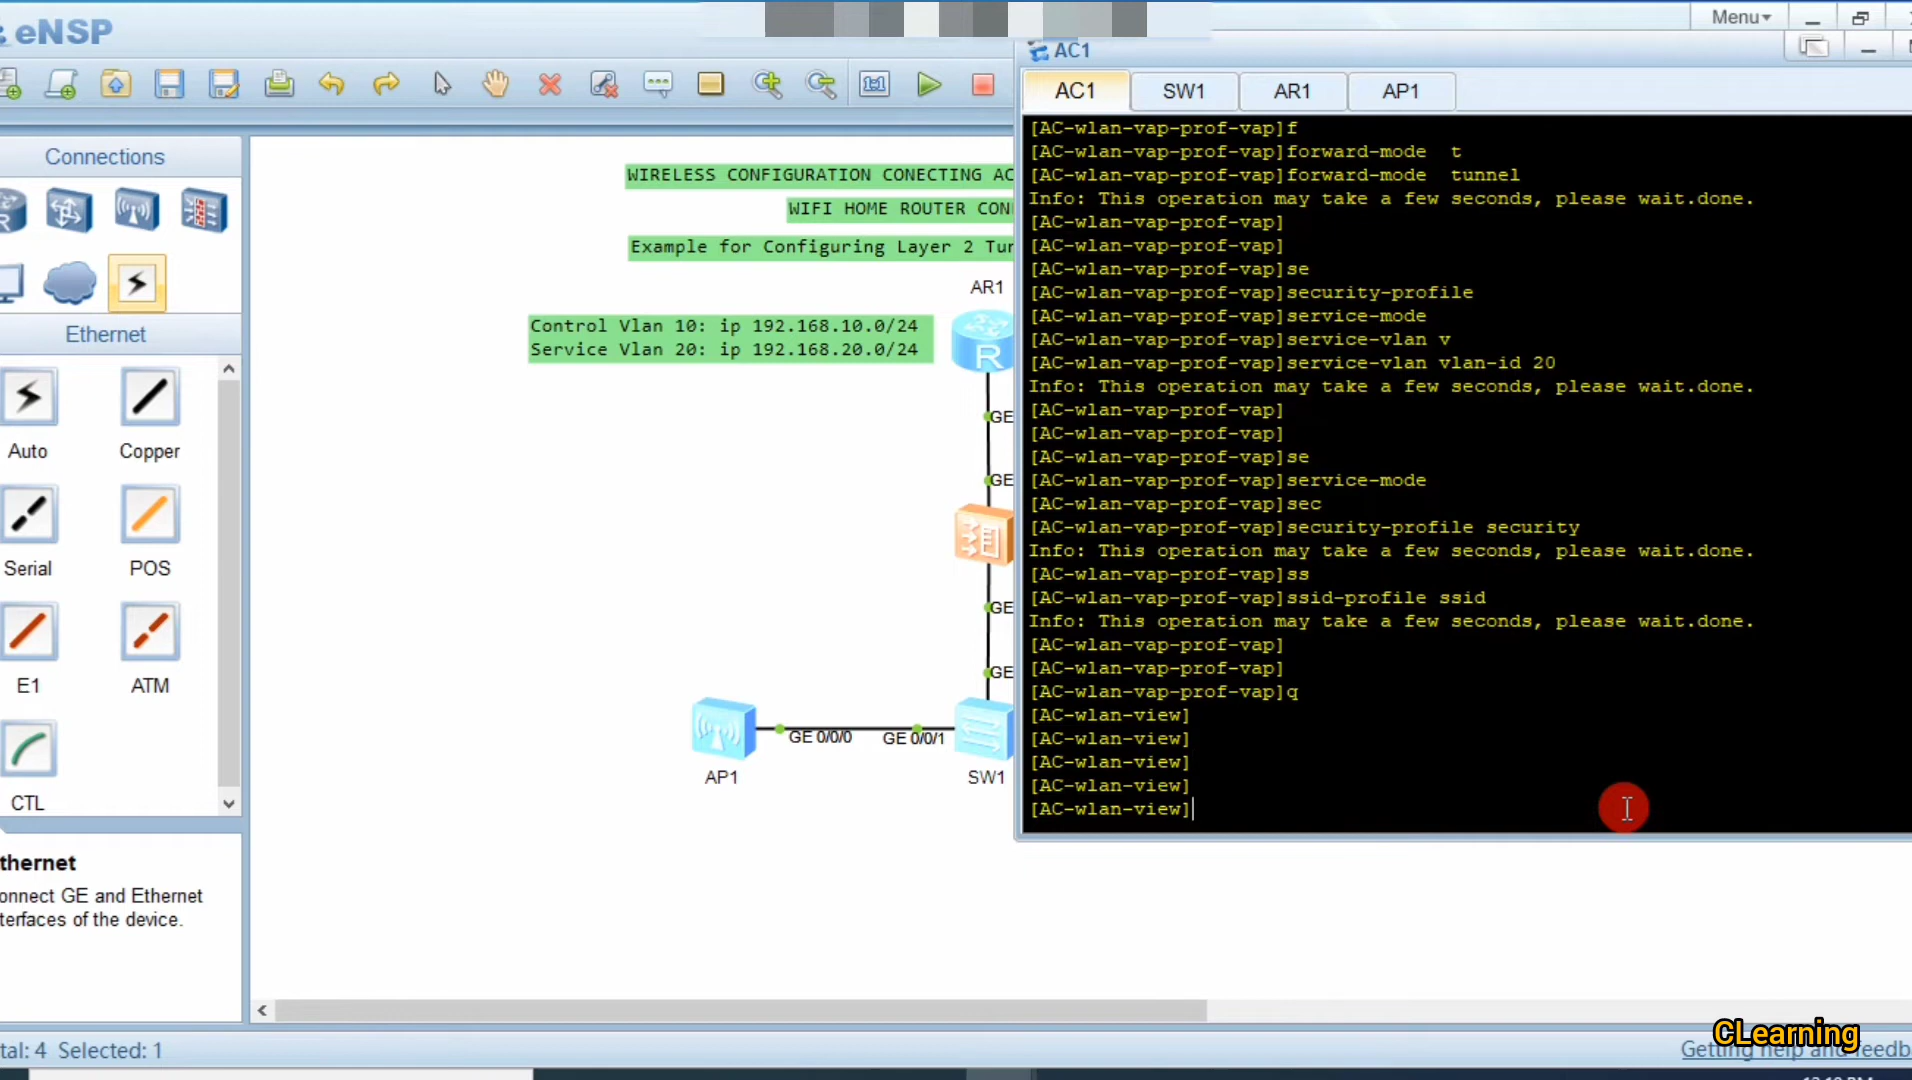 eNSP
Menu
AC1
AC1
SW1
AR1
AP1
Connections
Ethernet
Auto
Copper
Serial
POS
E1
ATM
CTL
thernet
onnect GE and Ethernet
terfaces of the device.
WIRELESS CONFIGURATION CONECTING AC
WIFI HOME ROUTER CON
Example for Configuring Layer 2 Tun
AR1
R
Control Vlan 10: ip 192.168.10.0/24
Service Vlan 20: ip 192.168.20.0/24
GE
GE
GE
GE
GE 0/0/0
GE 0/0/1
AP1
SW1
[AC-wlan-vap-prof-vap]f
[AC-wlan-vap-prof-vap]forward-mode  t
[AC-wlan-vap-prof-vap]forward-mode  tunnel
Info: This operation may take a few seconds, please wait.done.
[AC-wlan-vap-prof-vap]
[AC-wlan-vap-prof-vap]
[AC-wlan-vap-prof-vap]se
[AC-wlan-vap-prof-vap]security-profile
[AC-wlan-vap-prof-vap]service-mode
[AC-wlan-vap-prof-vap]service-vlan v
[AC-wlan-vap-prof-vap]service-vlan vlan-id 20
Info: This operation may take a few seconds, please wait.done.
[AC-wlan-vap-prof-vap]
[AC-wlan-vap-prof-vap]
[AC-wlan-vap-prof-vap]se
[AC-wlan-vap-prof-vap]service-mode
[AC-wlan-vap-prof-vap]sec
[AC-wlan-vap-prof-vap]security-profile security
Info: This operation may take a few seconds, please wait.done.
[AC-wlan-vap-prof-vap]ss
[AC-wlan-vap-prof-vap]ssid-profile ssid
Info: This operation may take a few seconds, please wait.done.
[AC-wlan-vap-prof-vap]
[AC-wlan-vap-prof-vap]
[AC-wlan-vap-prof-vap]q
[AC-wlan-view]
[AC-wlan-view]
[AC-wlan-view]
[AC-wlan-view]
[AC-wlan-view]
tal: 4 Selected: 1
CLearning
Getting help and feedba